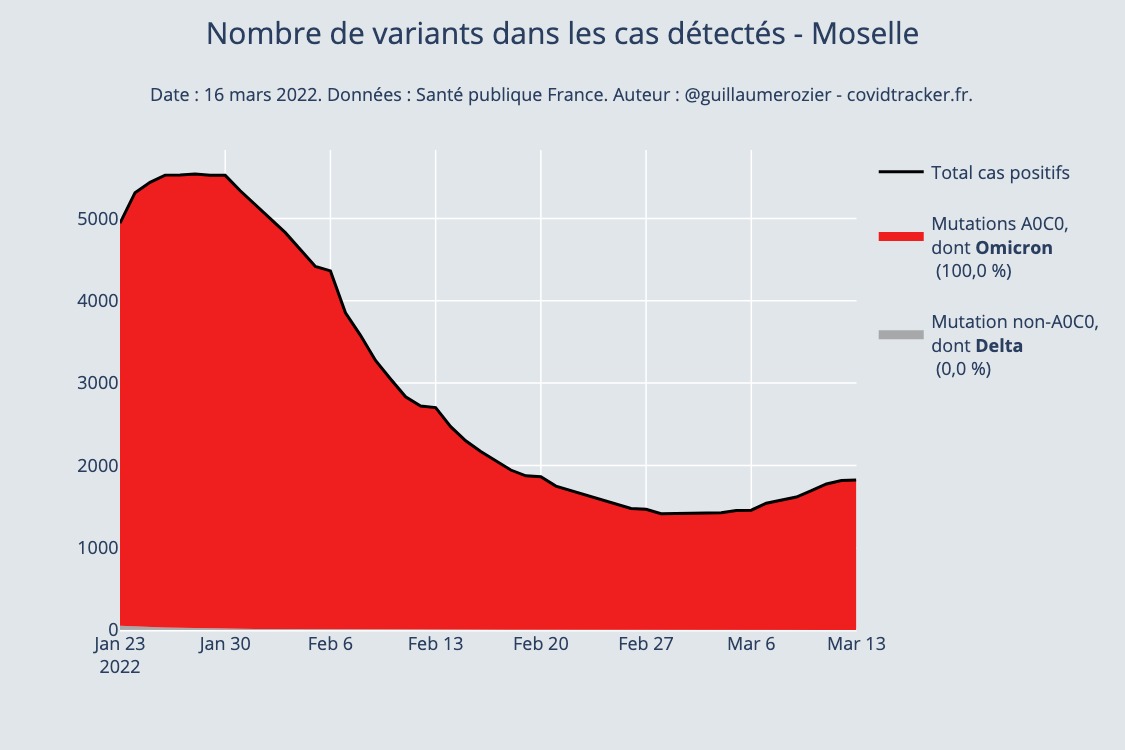 Nombre de variants dans les cas détectés - Moselle
Date : 16 mars 2022. Données : Santé publique France. Auteur : @guillaumerozier - covidtracker.fr.
Total cas positifs
Mutations A0C0,
dont Omicron
(100,0 %)
Mutation non-A0C0,
dont Delta
(0,0 %)
5000
4000
3000
2000
1000
0
Jan 23 Jan 30 Feb 6 Feb 13 Feb 20 Feb 27 Mar 6 Mar 13
2022